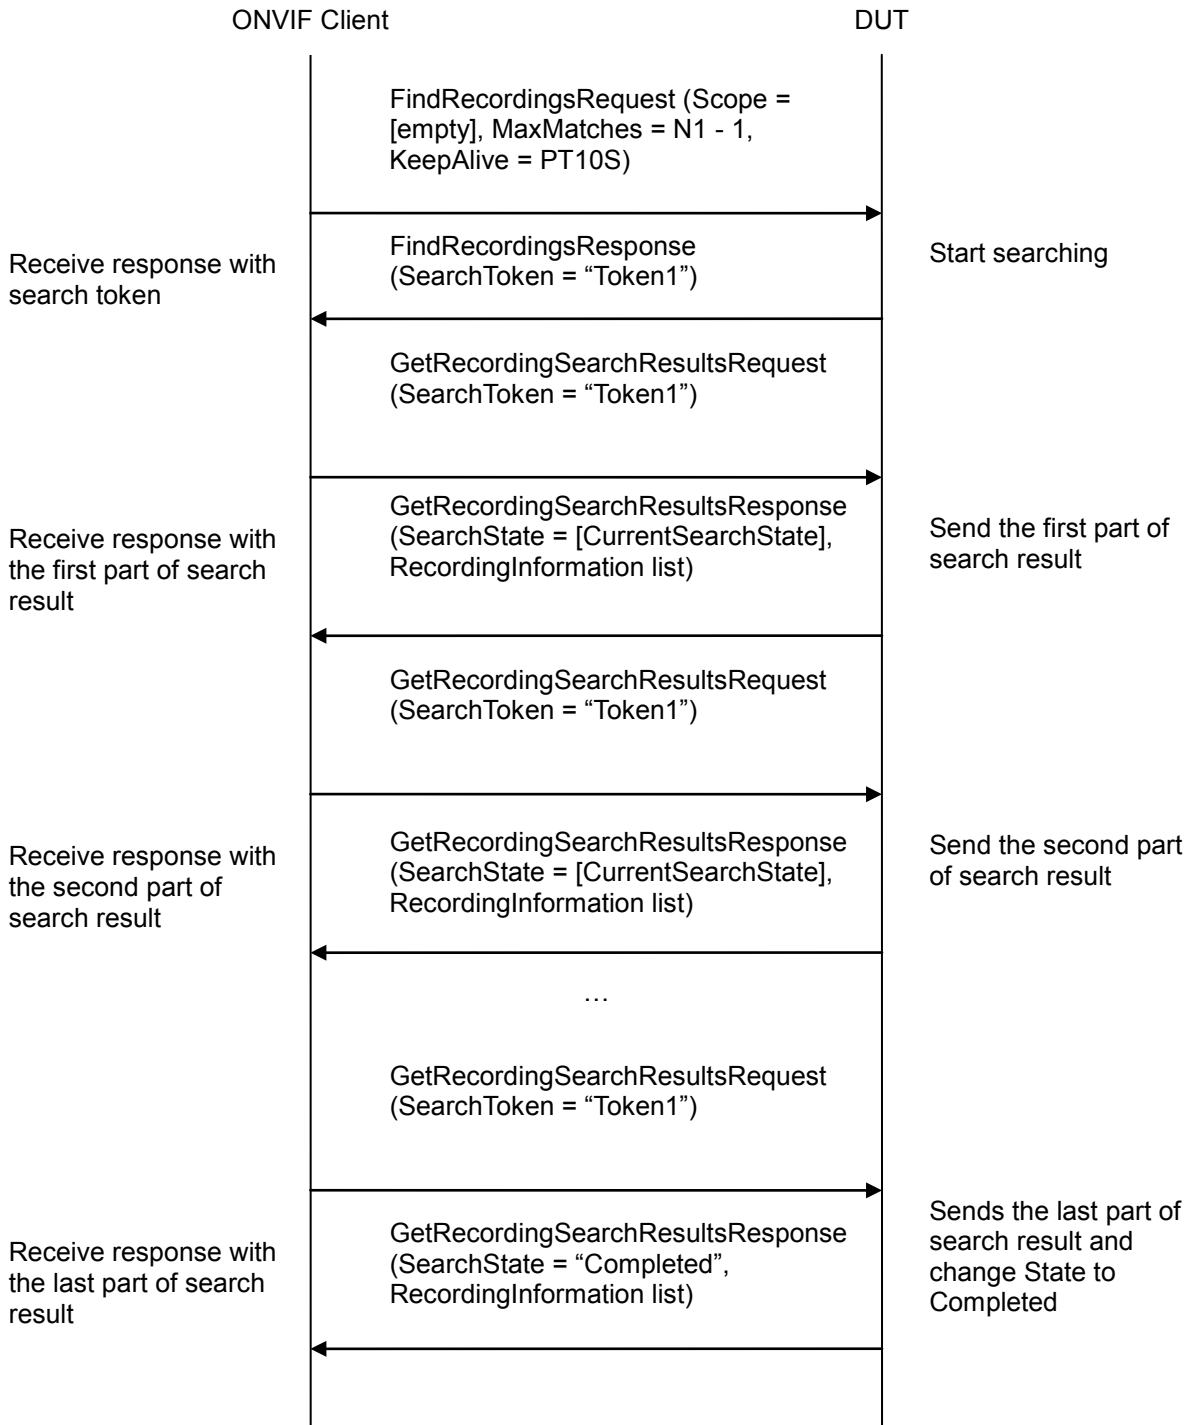 ONVIF Client
DUT
FindRecordingsRequest (Scope =
[empty], MaxMatches = N1 - 1,
KeepAlive = PT10S)
Receive response with
search token
FindRecordingsResponse
(SearchToken = “Token1”)
Start searching
GetRecordingSearchResultsRequest
(SearchToken = “Token1”)
Receive response with
the first part of search
result
GetRecordingSearchResultsResponse
(SearchState = [CurrentSearchState],
RecordingInformation list)
Send the first part of
search result
GetRecordingSearchResultsRequest
(SearchToken = “Token1”)
Receive response with
the second part of
search result
GetRecordingSearchResultsResponse
(SearchState = [CurrentSearchState],
RecordingInformation list)
Send the second part
of search result
…
GetRecordingSearchResultsRequest
(SearchToken = “Token1”)
Receive response with
the last part of search
result
GetRecordingSearchResultsResponse
(SearchState = “Completed”,
RecordingInformation list)
Sends the last part of
search result and
change State to
Completed